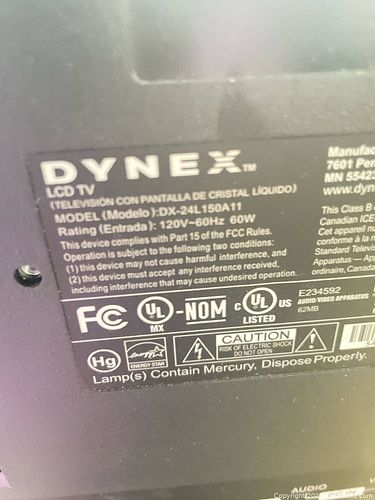 DYNEX™
LCD TV
(TELEVISIÓN CON PANTALLA DE CRISTAL LÍQUIDO)
MODEL (Modelo):DX-24L150A11
Rating (Entrada): 120V~60Hz 60W
This device complies with Part 15 of the FCC Rules.
Operation is subject to the following two conditions:
(1) this device may not cause harmful interference, and
(2) this device must accept any interference received,
including interference that may cause undesired operation.
Manufac
7601 Pen
MN 55423
www.dyn
This Class B
Canadian ICE
Cet appareil nu
conforme à la n
Standard Televis
Apparatus — App
ordinaire, Canada
FC UL MX -NOM c UL US LISTED
E234592
AUDIO/VIDEO APPARATUS
62MB
Hg
ENERGY STAR
CAUTION
RISK OF ELECTRIC SHOCK
DO NOT OPEN
Lamp(s) Contain Mercury, Dispose Properly.
AUDIO